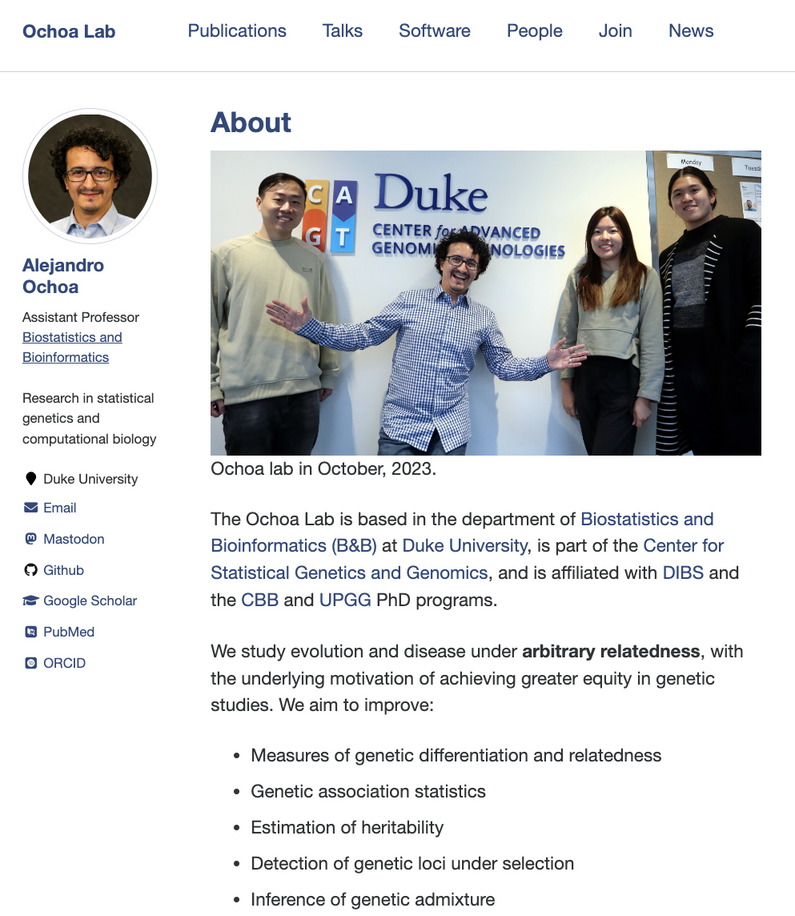 Ochoa Lab
Publications
Talks
Software
People
Join
News
Alejandro
Ochoa
Assistant Professor
Biostatistics and
Bioinformatics
Research in statistical
genetics and
computational biology
Duke University
Email
Mastodon
Github
Google Scholar
PubMed
ORCID
About
C A
G T
Duke
CENTER for ADVANCED
Monday
Ochoa lab in October, 2023.
The Ochoa Lab is based in the department of Biostatistics and
Bioinformatics (B&B) at Duke University, is part of the Center for
Statistical Genetics and Genomics, and is affiliated with DIBS and
the CBB and UPGG PhD programs.
We study evolution and disease under arbitrary relatedness, with
the underlying motivation of achieving greater equity in genetic
studies. We aim to improve:
• Measures of genetic differentiation and relatedness
• Genetic association statistics
• Estimation of heritability
• Detection of genetic loci under selection
• Inference of genetic admixture